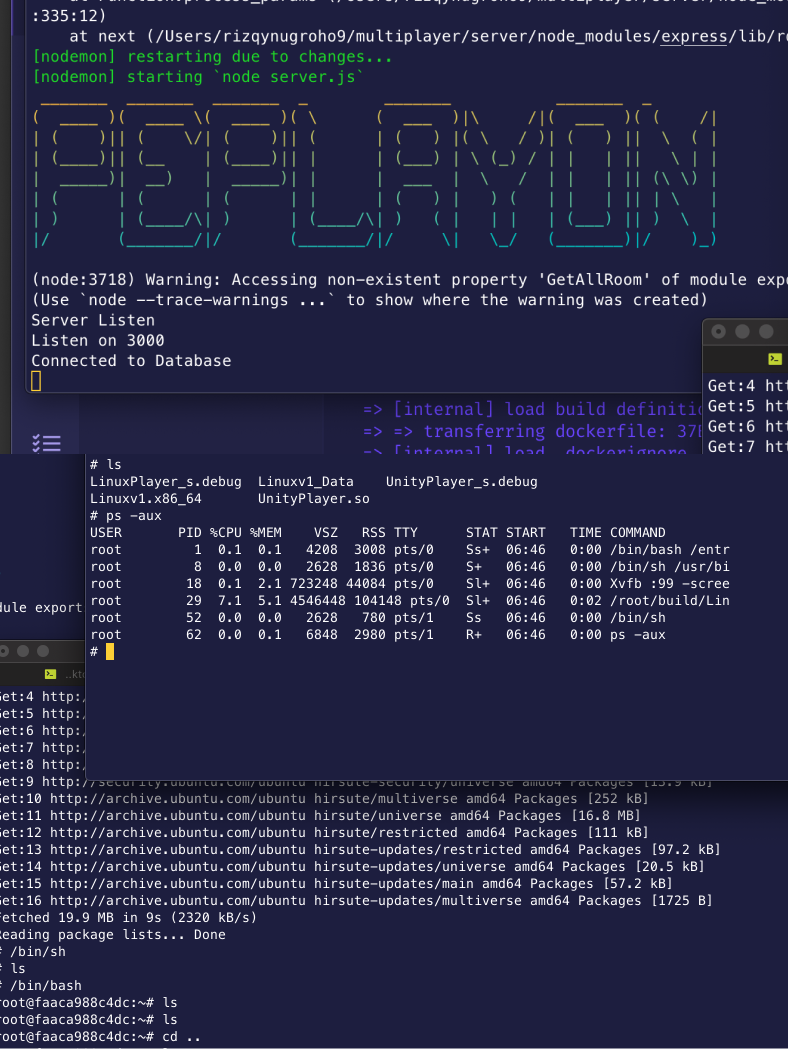 at Function.process_params (/Users/rizqynugroho9/multiplayer/server/node_mo
:335:12)
at next (/Users/rizqynugroho9/multiplayer/server/node_modules/express/lib/ro
[nodemon] restarting due to changes...
[nodemon] starting `node server.js`
PEPLAYON
(node:3718) Warning: Accessing non-existent property 'GetAllRoom' of module expo
(Use `node --trace-warnings ...` to show where the warning was created)
Server Listen
Listen on 3000
Connected to Database
=> [internal] load build definitio
=> => transferring dockerfile: 37B
=> [internal] load .dockerignore
Get:4 htt
Get:5 htt
Get:6 htt
Get:7 htt
# ls
LinuxPlayer_s.debug  Linuxv1_Data    UnityPlayer_s.debug
Linuxv1.x86_64       UnityPlayer.so
# ps -aux
USER       PID %CPU %MEM    VSZ   RSS TTY      STAT START   TIME COMMAND
root         1  0.1  0.1   4208  3008 pts/0    Ss+  06:46   0:00 /bin/bash /entr
root         8  0.0  0.0   2628  1836 pts/0    S+   06:46   0:00 /bin/sh /usr/bi
root        18  0.1  2.1 723248 44084 pts/0    Sl+  06:46   0:00 Xvfb :99 -scree
root        29  7.1  5.1 4546448 104148 pts/0  Sl+  06:46   0:02 /root/build/Lin
root        52  0.0  0.0   2628   780 pts/1    Ss   06:46   0:00 /bin/sh
root        62  0.0  0.1   6848  2980 pts/1    R+   06:46   0:00 ps -aux
#
dule export
..kto
Get:4 http:/
Get:5 http:/
Get:6 http:/
Get:7 http:/
Get:8 http:/
Get:9 http://security.ubuntu.com/ubuntu hirsute-security/universe amd64 Packages [13.9 kB]
Get:10 http://archive.ubuntu.com/ubuntu hirsute/multiverse amd64 Packages [252 kB]
Get:11 http://archive.ubuntu.com/ubuntu hirsute/universe amd64 Packages [16.8 MB]
Get:12 http://archive.ubuntu.com/ubuntu hirsute/restricted amd64 Packages [111 kB]
Get:13 http://archive.ubuntu.com/ubuntu hirsute-updates/restricted amd64 Packages [97.2 kB]
Get:14 http://archive.ubuntu.com/ubuntu hirsute-updates/universe amd64 Packages [20.5 kB]
Get:15 http://archive.ubuntu.com/ubuntu hirsute-updates/main amd64 Packages [57.2 kB]
Get:16 http://archive.ubuntu.com/ubuntu hirsute-updates/multiverse amd64 Packages [1725 B]
Fetched 19.9 MB in 9s (2320 kB/s)
Reading package lists... Done
# /bin/sh
# ls
# /bin/bash
root@faaca988c4dc:~# ls
root@faaca988c4dc:~# ls
root@faaca988c4dc:~# cd ..